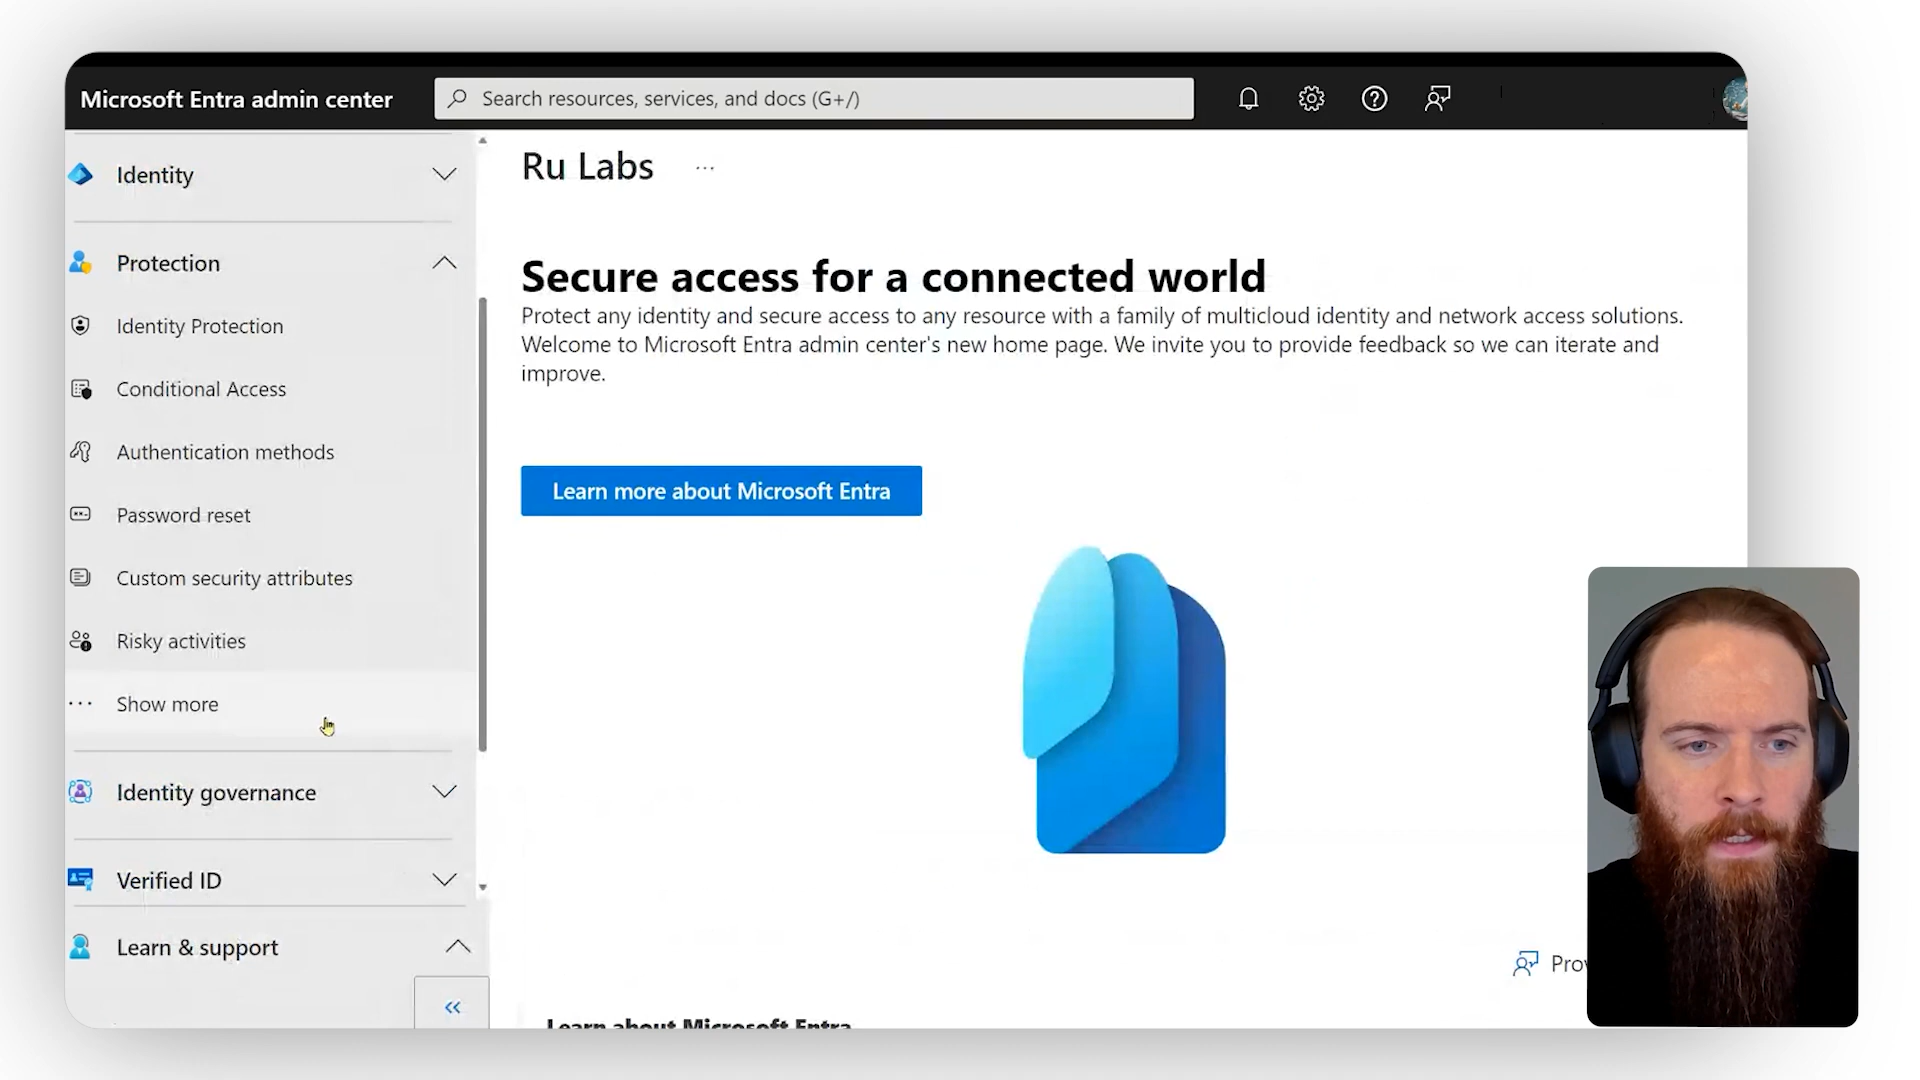 Microsoft Entra admin center
Search resources, services, and docs (G+/)
Identity
Protection
Identity Protection
Conditional Access
Authentication methods
Password reset
Custom security attributes
Risky activities
Show more
Identity governance
Verified ID
Learn & support
Ru Labs
Secure access for a connected world
Protect any identity and secure access to any resource with a family of multicloud identity and network access solutions.
Welcome to Microsoft Entra admin center's new home page. We invite you to provide feedback so we can iterate and
improve.
Learn more about Microsoft Entra
Learn about Microsoft Entra